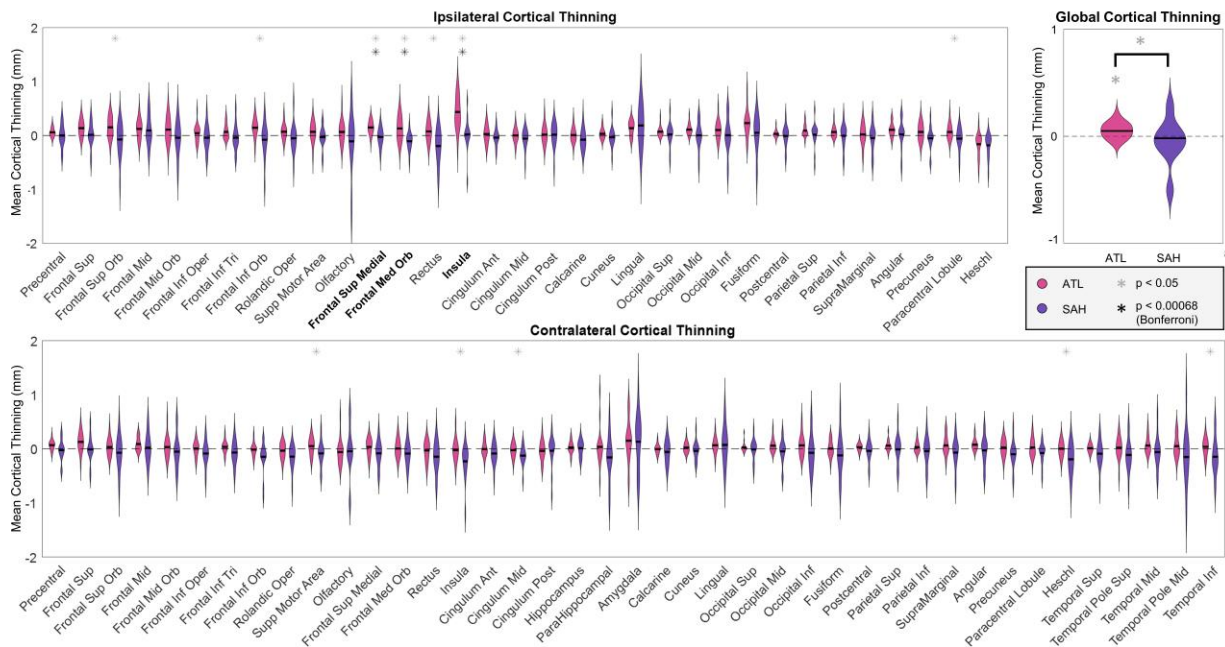 Ipsilateral Cortical Thinning
Mean Cortical Thinning (mm)
2
1
0
-1
-2
* * * * * * *
* * *
Precentral
Frontal Sup
Frontal Sup Orb
Frontal Mid
Frontal Mid Orb
Frontal Inf Oper
Frontal Inf Tri
Frontal Inf Orb
Rolandic Oper
Supp Motor Area
Olfactory
Frontal Sup Medial
Frontal Med Orb
Rectus
Insula
Cingulum Ant
Cingulum Mid
Cingulum Post
Calcarine
Cuneus
Lingual
Occipital Sup
Occipital Mid
Occipital Inf
Fusiform
Postcentral
Parietal Sup
Parietal Inf
SupraMarginal
Angular
Precuneus
Paracentral Lobule
Heschl
Global Cortical Thinning
Mean Cortical Thinning (mm)
1
0
-1
*
*
ATL SAH
ATL * p < 0.05
SAH * p < 0.00068
(Bonferroni)
Contralateral Cortical Thinning
Mean Cortical Thinning (mm)
2
1
0
-1
-2
* * * * *
Precentral
Frontal Sup
Frontal Sup Orb
Frontal Mid
Frontal Mid Orb
Frontal Inf Oper
Frontal Inf Tri
Frontal Inf Orb
Rolandic Oper
Supp Motor Area
Olfactory
Frontal Sup Medial
Frontal Med Orb
Rectus
Insula
Cingulum Ant
Cingulum Mid
Cingulum Post
Hippocampus
ParaHippocampal
Amygdala
Calcarine
Cuneus
Lingual
Occipital Sup
Occipital Mid
Occipital Inf
Fusiform
Postcentral
Parietal Sup
Parietal Inf
SupraMarginal
Angular
Precuneus
Paracentral Lobule
Heschl
Temporal Sup
Temporal Pole Sup
Temporal Mid
Temporal Pole Mid
Temporal Inf